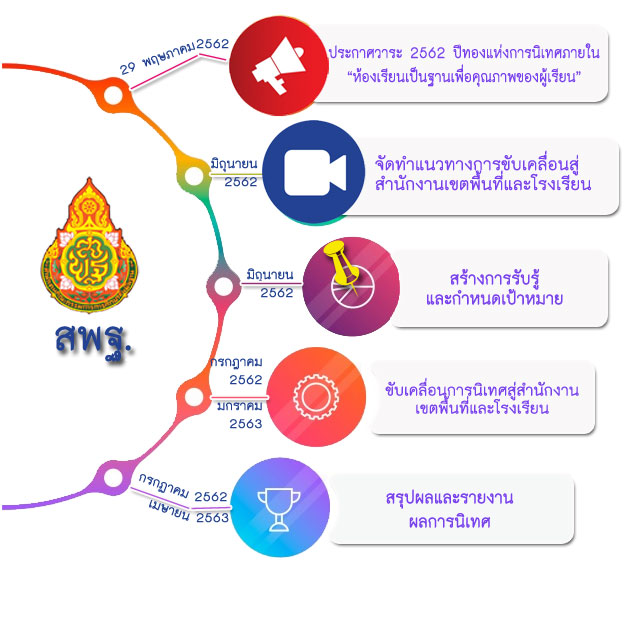 29 พฤษภาคม2562
ประกาศวาระ 2562 ปีทองแห่งการนิเทศภายใน
“ห้องเรียนเป็นฐานเพื่อคุณภาพของผู้เรียน”
มิถุนายน
2562
จัดทำแนวทางการขับเคลื่อนสู่
สำนักงานเขตพื้นที่และโรงเรียน
มิถุนายน
2562
สร้างการรับรู้
และกำหนดเป้าหมาย
สพฐ.
กรกฎาคม
2562
มกราคม
2563
ขับเคลื่อนการนิเทศสู่สำนักงาน
เขตพื้นที่และโรงเรียน
กรกฎาคม 2562
เมษายน 2563
สรุปผลและรายงาน
ผลการนิเทศ